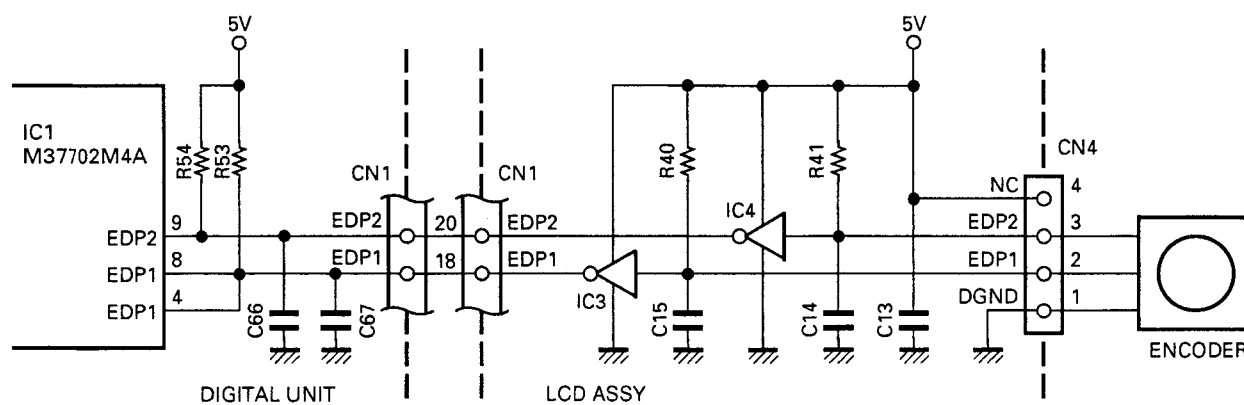 5V
5V
IC1
M37702M4A
R54
R53
R40
R41
CN1
CN1
CN4
NC
4
IC4
9
EDP2
EDP2
20
EDP2
EDP2
3
8
EDP1
EDP1
18
EDP1
EDP1
2
IC3
4
EDP1
DGND
1
C66
C67
C15
C14
C13
ENCODER
DIGITAL UNIT
LCD ASSY